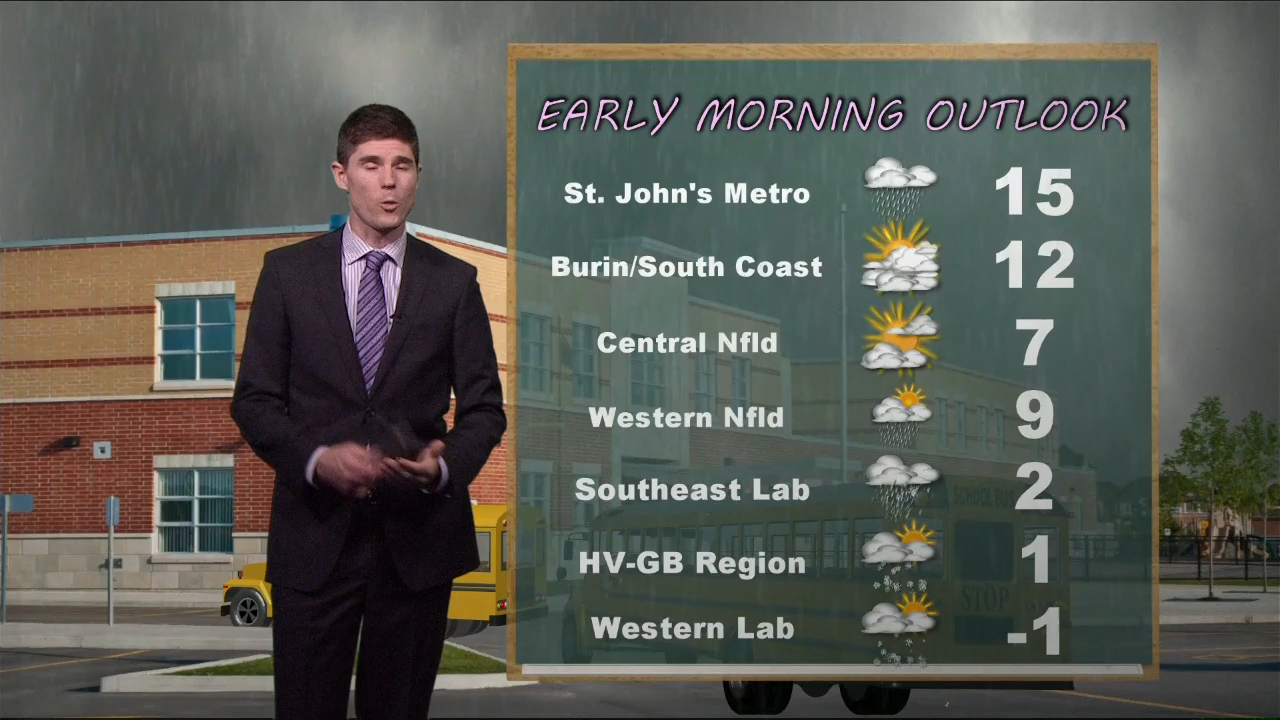 EARLY MORNING OUTLOOK
St. John's Metro 15
Burin/South Coast 12
Central Nfld 7
Western Nfld 9
Southeast Lab 2
HV-GB Region 1
Western Lab -1
SCHOOL BUS
STOP